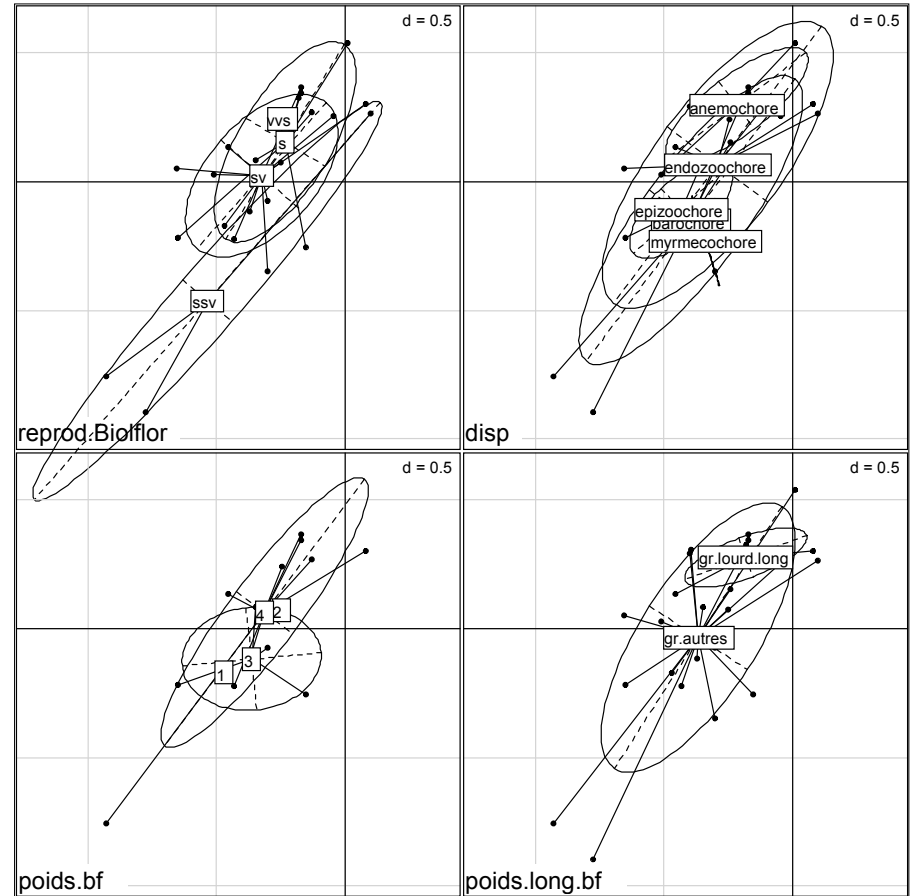 d = 0.5
vvs
s
sv
ssv
reprod.Biolflor
d = 0.5
anemochore
endozoochore
epizoochore
barochore
myrmecochore
disp
d = 0.5
4 2
3
1
poids.bf
d = 0.5
gr.lourd.long
gr.autres
poids.long.bf